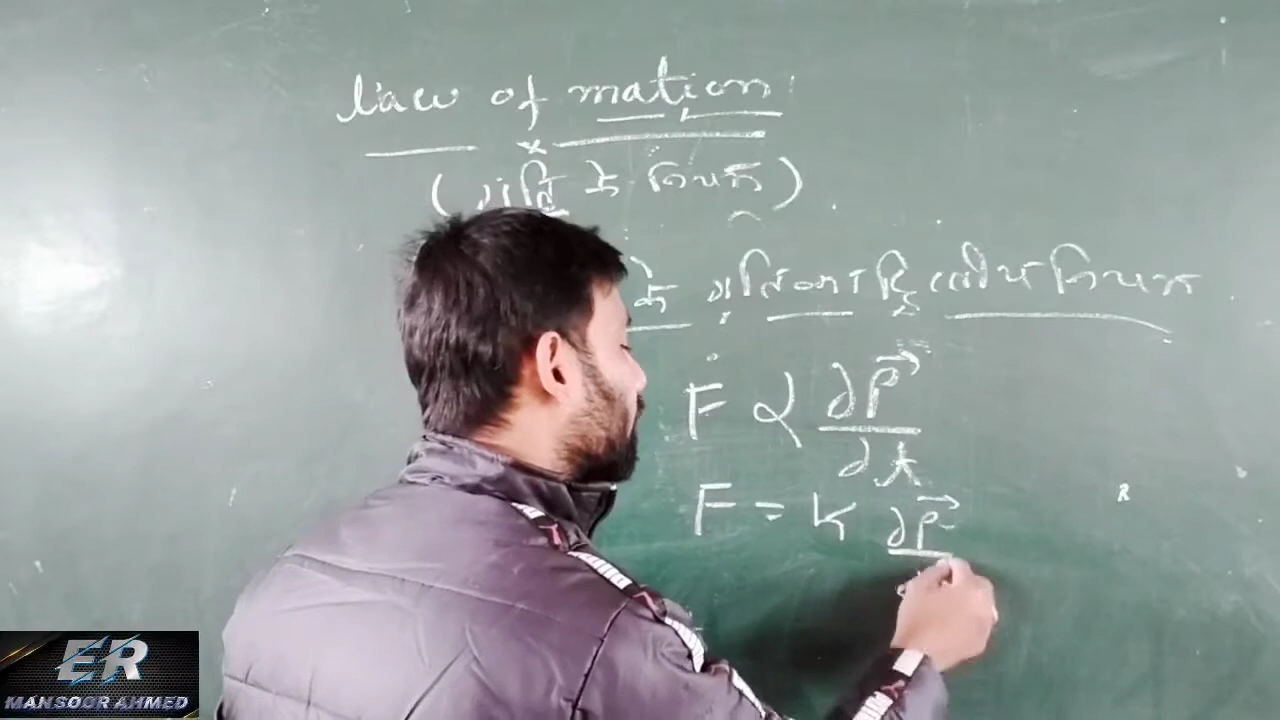 Law of mation
(गति के नियम)
के गति का द्वितीय नियम
F ∝ ∂p⃗/∂t
F = K ∂p⃗
ER
MANSOOR AHMED